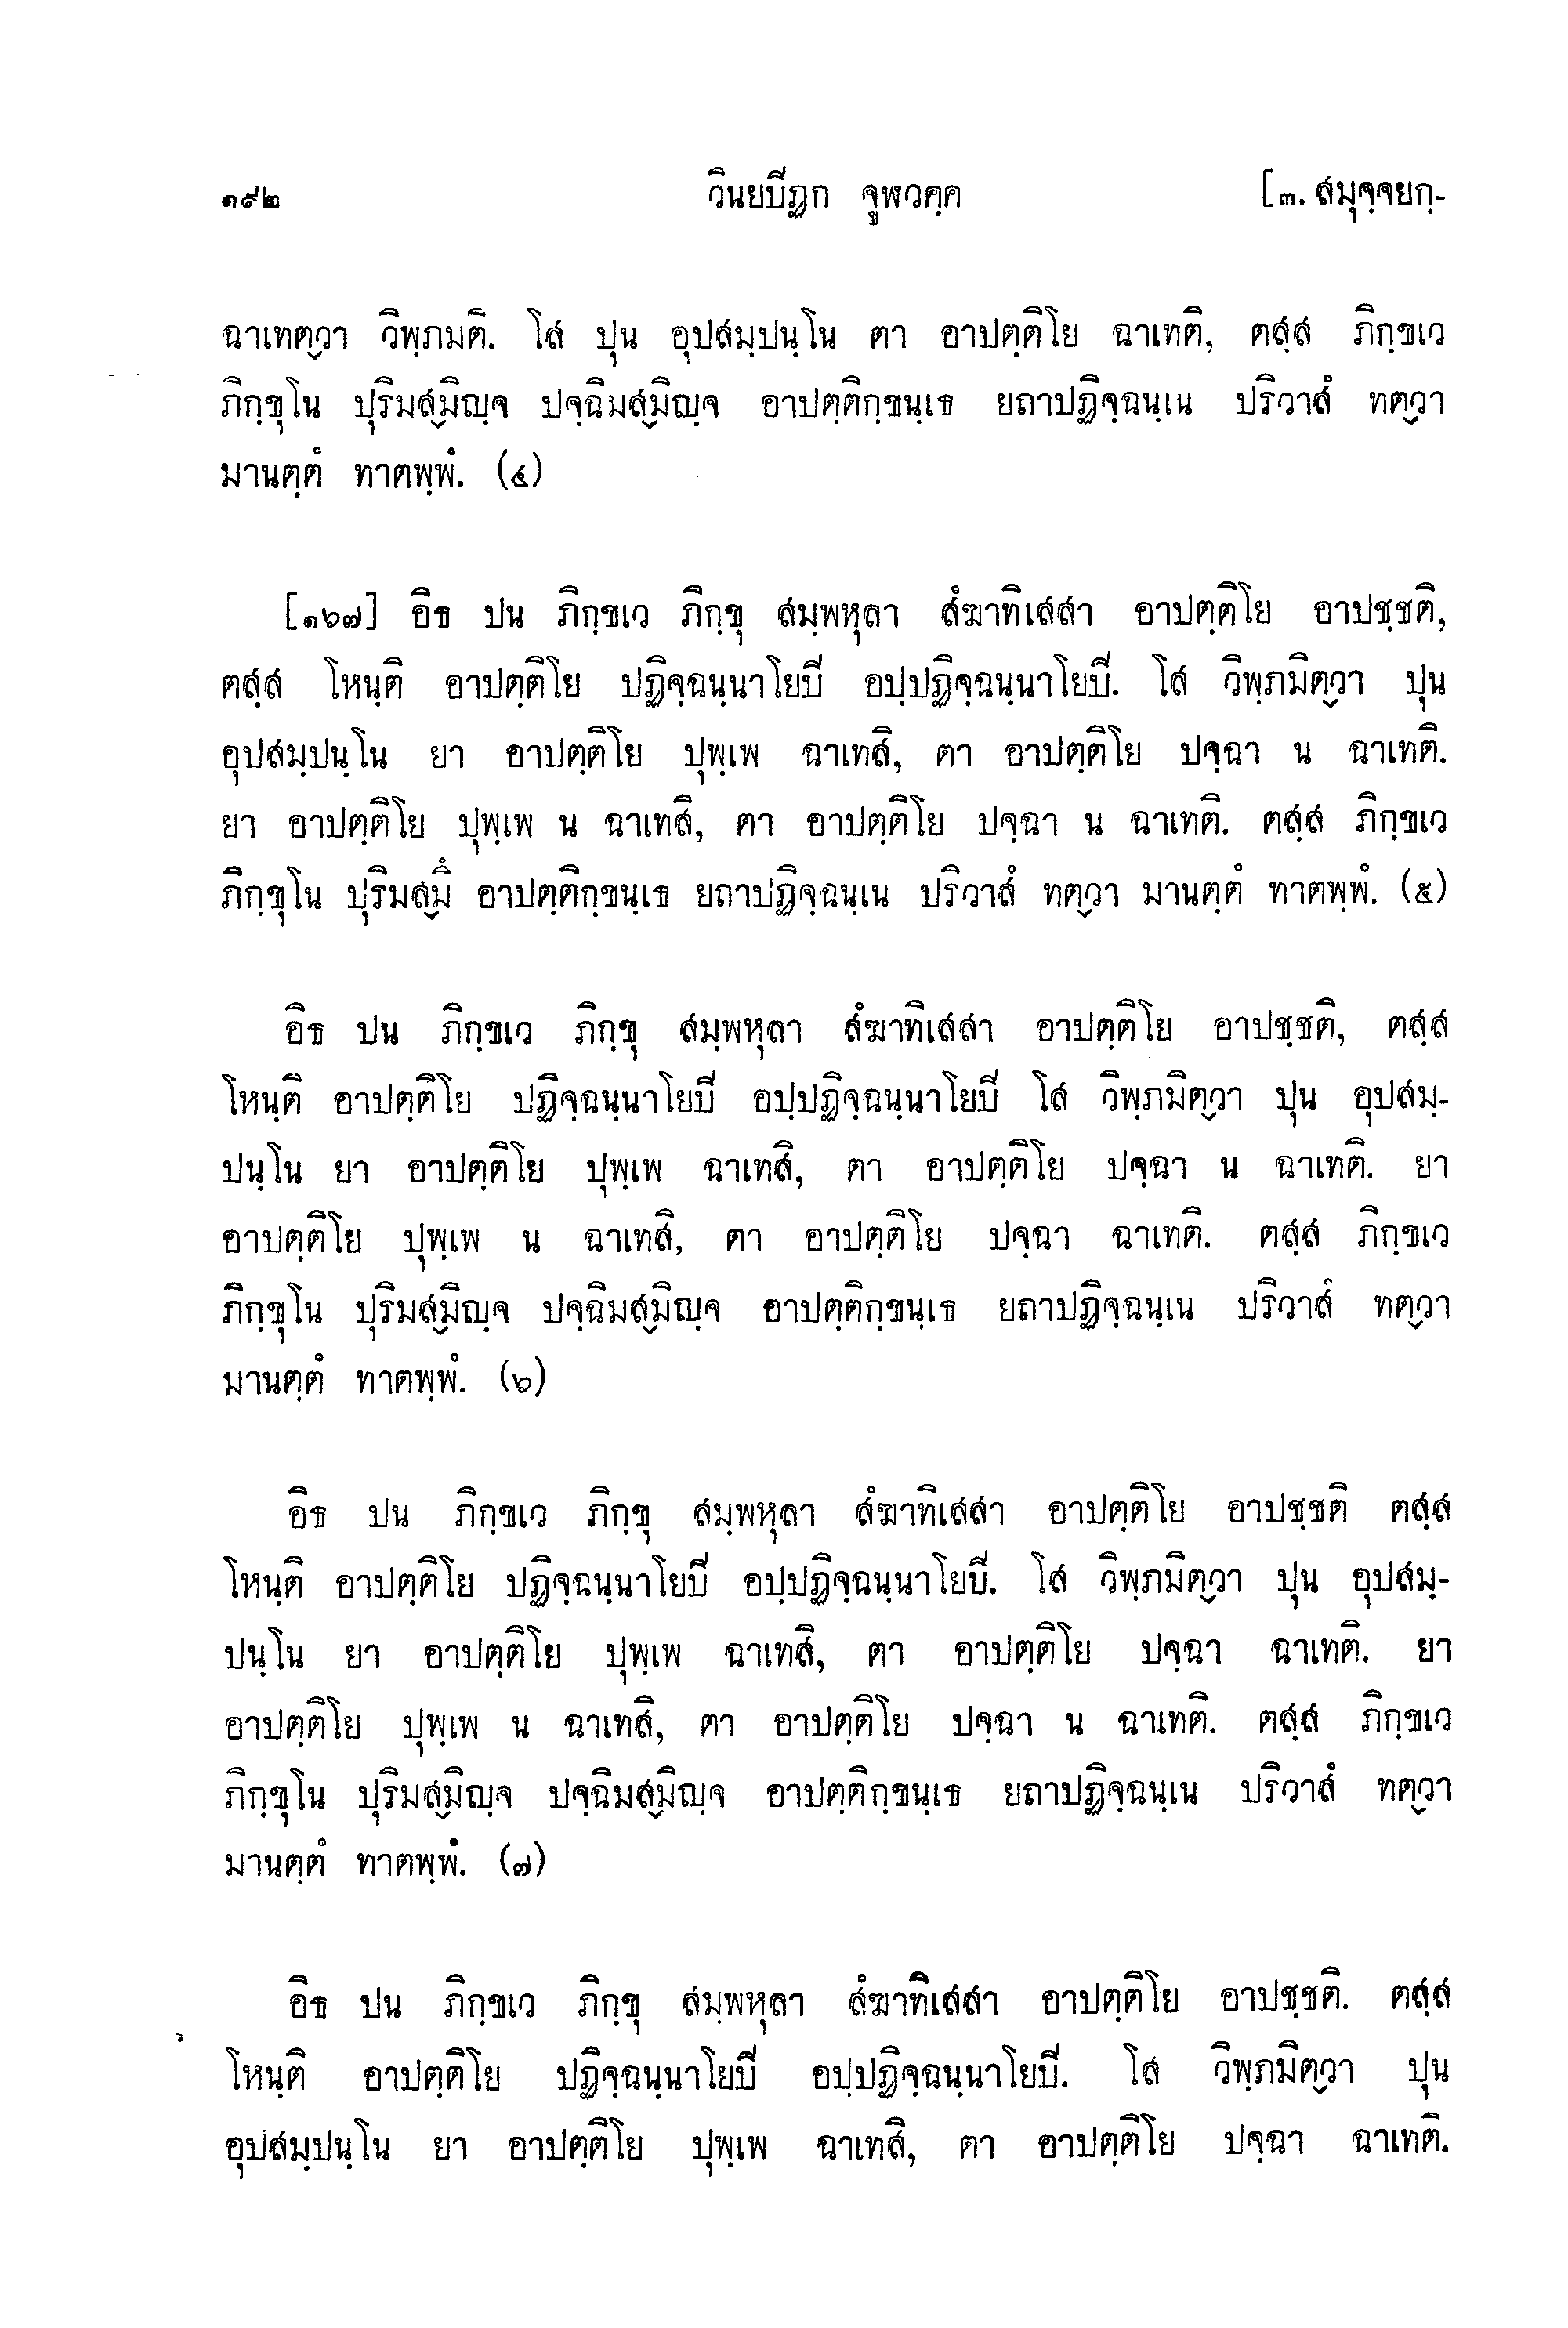 ๑๙๒ วินยปิฏก จูฬวคฺค [๓. สมุจฺจยกฺ-
ฉาเทตฺวา วิพฺภมติ. โส ปุน อุปสมฺปนฺโน ตา อาปตฺติโย ฉาเทติ, ตสฺส ภิกฺขเว
ภิกฺขุโน ปุริมสฺมิญฺจ ปจฺฉิมสฺมิญฺจ อาปตฺติกฺขนฺเธ ยถาปฏิจฺฉนฺเน ปริวาสํ ทตฺวา
มานตฺตํ ทาตพฺพํ. (๔)
[๑๖๗] อิธ ปน ภิกฺขเว ภิกฺขุ สมฺพหุลา สํฆาทิเสสา อาปตฺติโย อาปชฺชติ,
ตสฺส โหนฺติ อาปตฺติโย ปฏิจฺฉนฺนาโยปิ อปฺปฏิจฺฉนฺนาโยปิ. โส วิพฺภมิตฺวา ปุน
อุปสมฺปนฺโน ยา อาปตฺติโย ปุพฺเพ ฉาเทสิ, ตา อาปตฺติโย ปจฺฉา น ฉาเทติ.
ยา อาปตฺติโย ปุพฺเพ น ฉาเทสิ, ตา อาปตฺติโย ปจฺฉา น ฉาเทติ. ตสฺส ภิกฺขเว
ภิกฺขุโน ปุริมสฺมิํ อาปตฺติกฺขนฺเธ ยถาปฏิจฺฉนฺเน ปริวาสํ ทตฺวา มานตฺตํ ทาตพฺพํ. (๕)
อิธ ปน ภิกฺขเว ภิกฺขุ สมฺพหุลา สํฆาทิเสสา อาปตฺติโย อาปชฺชติ, ตสฺส
โหนฺติ อาปตฺติโย ปฏิจฺฉนฺนาโยปิ อปฺปฏิจฺฉนฺนาโยปิ โส วิพฺภมิตฺวา ปุน อุปสมฺ-
ปนฺโน ยา อาปตฺติโย ปุพฺเพ ฉาเทสิ, ตา อาปตฺติโย ปจฺฉา น ฉาเทติ. ยา
อาปตฺติโย ปุพฺเพ น ฉาเทสิ, ตา อาปตฺติโย ปจฺฉา ฉาเทติ. ตสฺส ภิกฺขเว
ภิกฺขุโน ปุริมสฺมิญฺจ ปจฺฉิมสฺมิญฺจ อาปตฺติกฺขนฺเธ ยถาปฏิจฺฉนฺเน ปริวาสํ ทตฺวา
มานตฺตํ ทาตพฺพํ. (๖)
อิธ ปน ภิกฺขเว ภิกฺขุ สมฺพหุลา สํฆาทิเสสา อาปตฺติโย อาปชฺชติ ตสฺส
โหนฺติ อาปตฺติโย ปฏิจฺฉนฺนาโยปิ อปฺปฏิจฺฉนฺนาโยปิ. โส วิพฺภมิตฺวา ปุน อุปสมฺ-
ปนฺโน ยา อาปตฺติโย ปุพฺเพ ฉาเทสิ, ตา อาปตฺติโย ปจฺฉา ฉาเทติ. ยา
อาปตฺติโย ปุพฺเพ น ฉาเทสิ, ตา อาปตฺติโย ปจฺฉา น ฉาเทติ. ตสฺส ภิกฺขเว
ภิกฺขุโน ปุริมสฺมิญฺจ ปจฺฉิมสฺมิญฺจ อาปตฺติกฺขนฺเธ ยถาปฏิจฺฉนฺเน ปริวาสํ ทตฺวา
มานตฺตํ ทาตพฺพํ. (๗)
อิธ ปน ภิกฺขเว ภิกฺขุ สมฺพหุลา สํฆาทิเสสา อาปตฺติโย อาปชฺชติ. ตสฺส
โหนฺติ อาปตฺติโย ปฏิจฺฉนฺนาโยปิ อปฺปฏิจฺฉนฺนาโยปิ. โส วิพฺภมิตฺวา ปุน
อุปสมฺปนฺโน ยา อาปตฺติโย ปุพฺเพ ฉาเทสิ, ตา อาปตฺติโย ปจฺฉา ฉาเทติ.